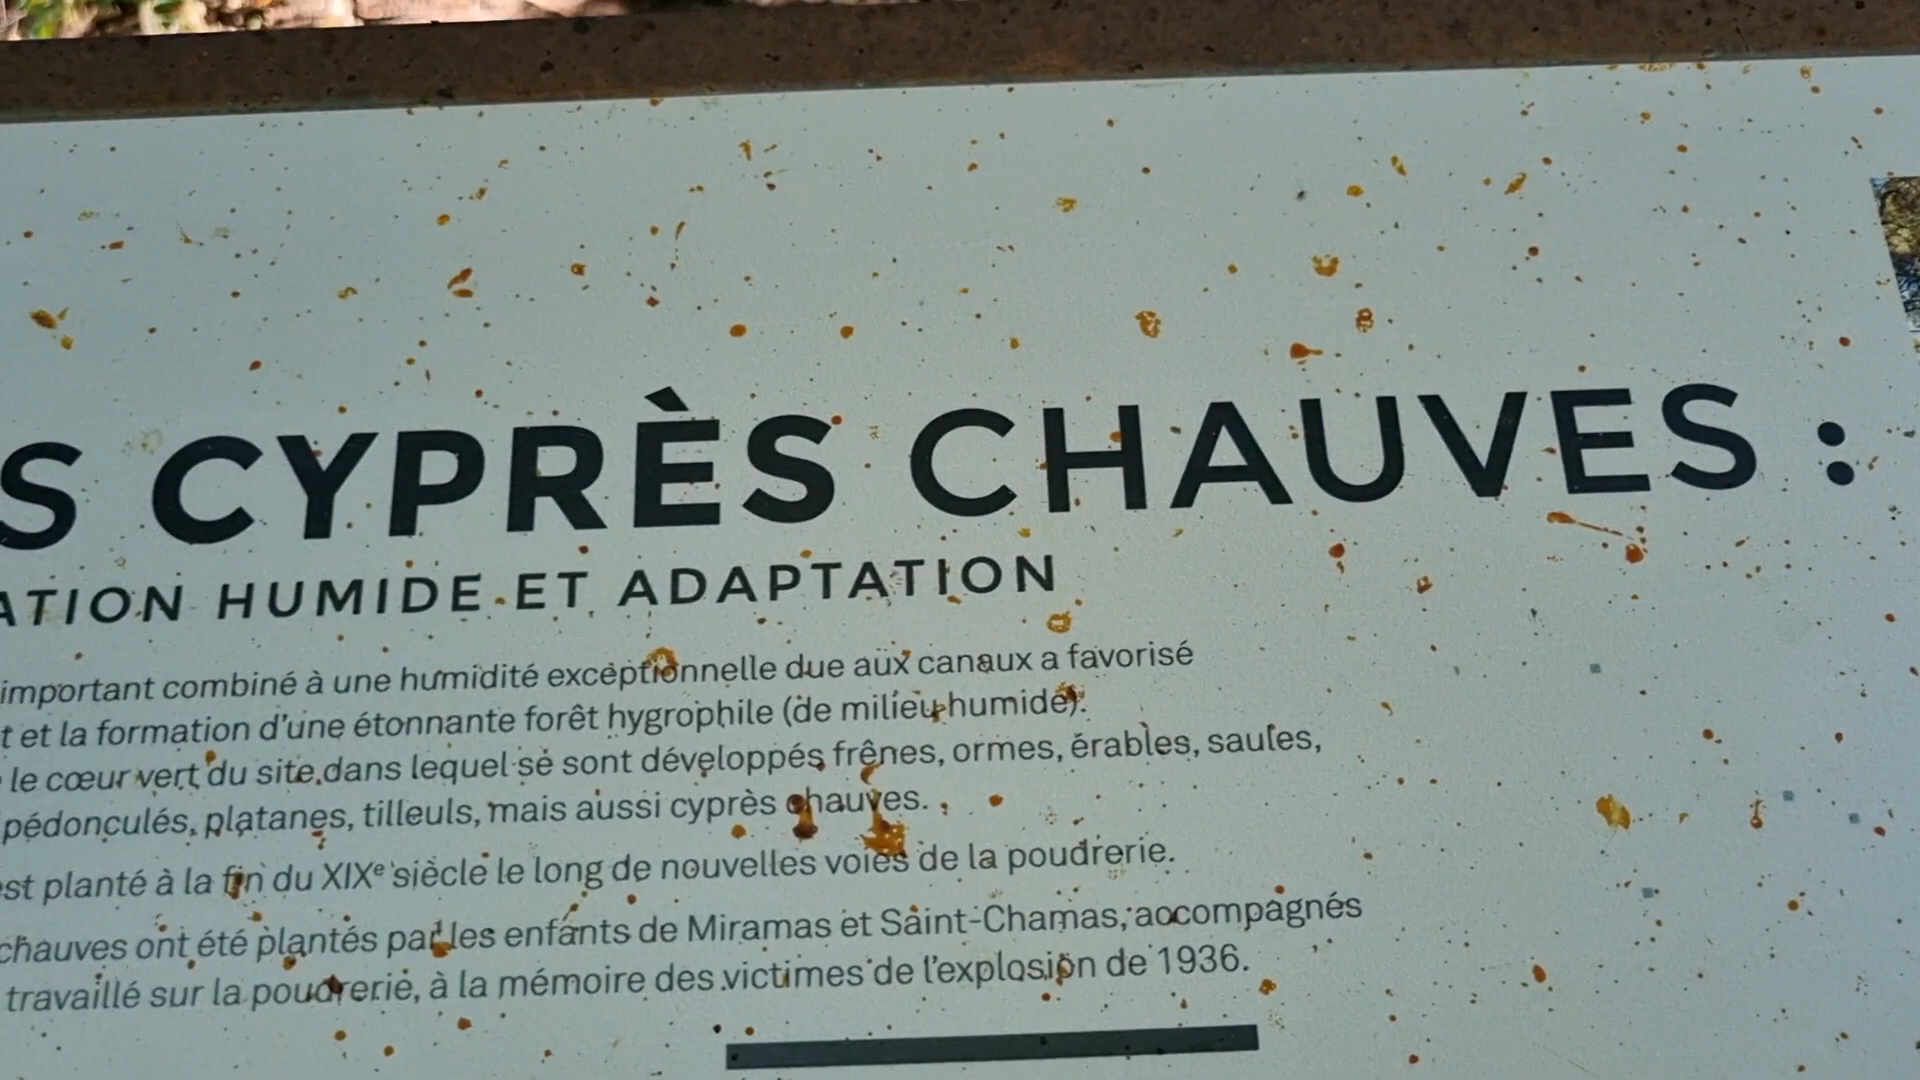 S CYPRÈS CHAUVES :
ATION HUMIDE ET ADAPTATION
important combiné à une humidité exceptionnelle due aux canaux a favorisé
t et la formation d'une étonnante forêt hygrophile (de milieu humide).
le cœur vert du site dans lequel se sont développés frênes, ormes, érables, saules,
pédonculés, platanes, tilleuls, mais aussi cyprès chauves.
est planté à la fin du XIXᵉ siècle le long de nouvelles voies de la poudrerie.
chauves ont été plantés par les enfants de Miramas et Saint-Chamas, accompagnés
travaillé sur la poudrerie, à la mémoire des victimes de l'explosion de 1936.